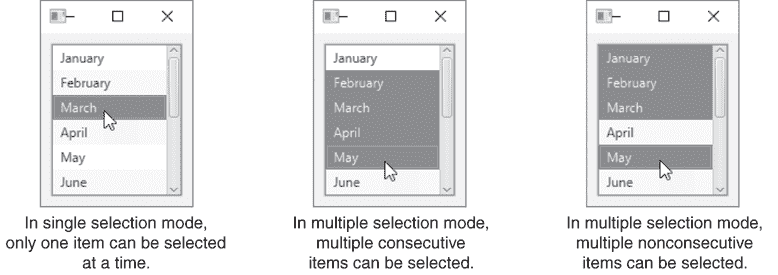 January
February
March
April
May
June
In single selection mode,
only one item can be selected
at a time.
January
February
March
April
May
June
In multiple selection mode,
multiple consecutive
items can be selected.
January
February
March
April
May
June
In multiple selection mode,
multiple nonconsecutive
items can be selected.